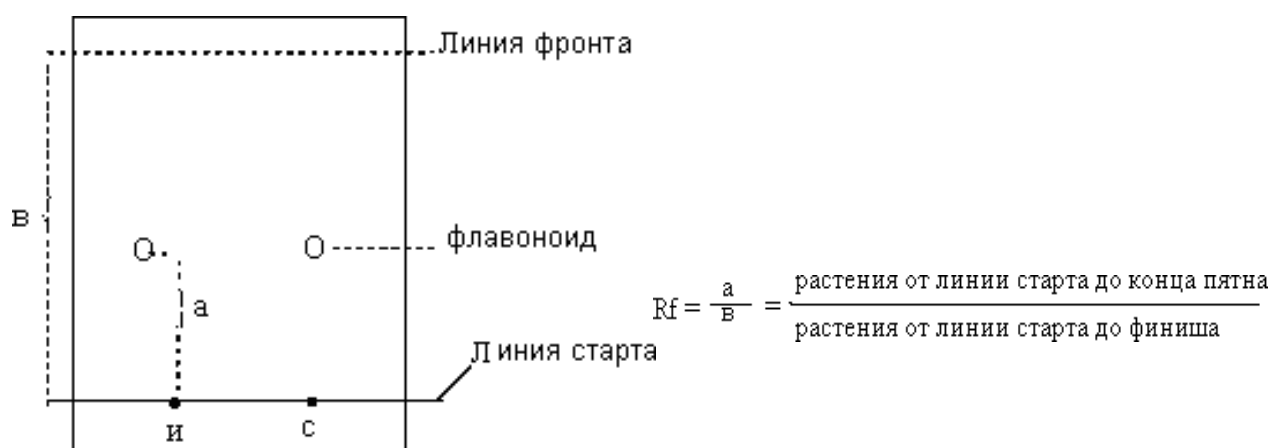 Линия фронта
в
флавоноид
а
Rf = а/в = растения от линии старта до конца пятна
растения от линии старта до финиша
Линия старта
и с